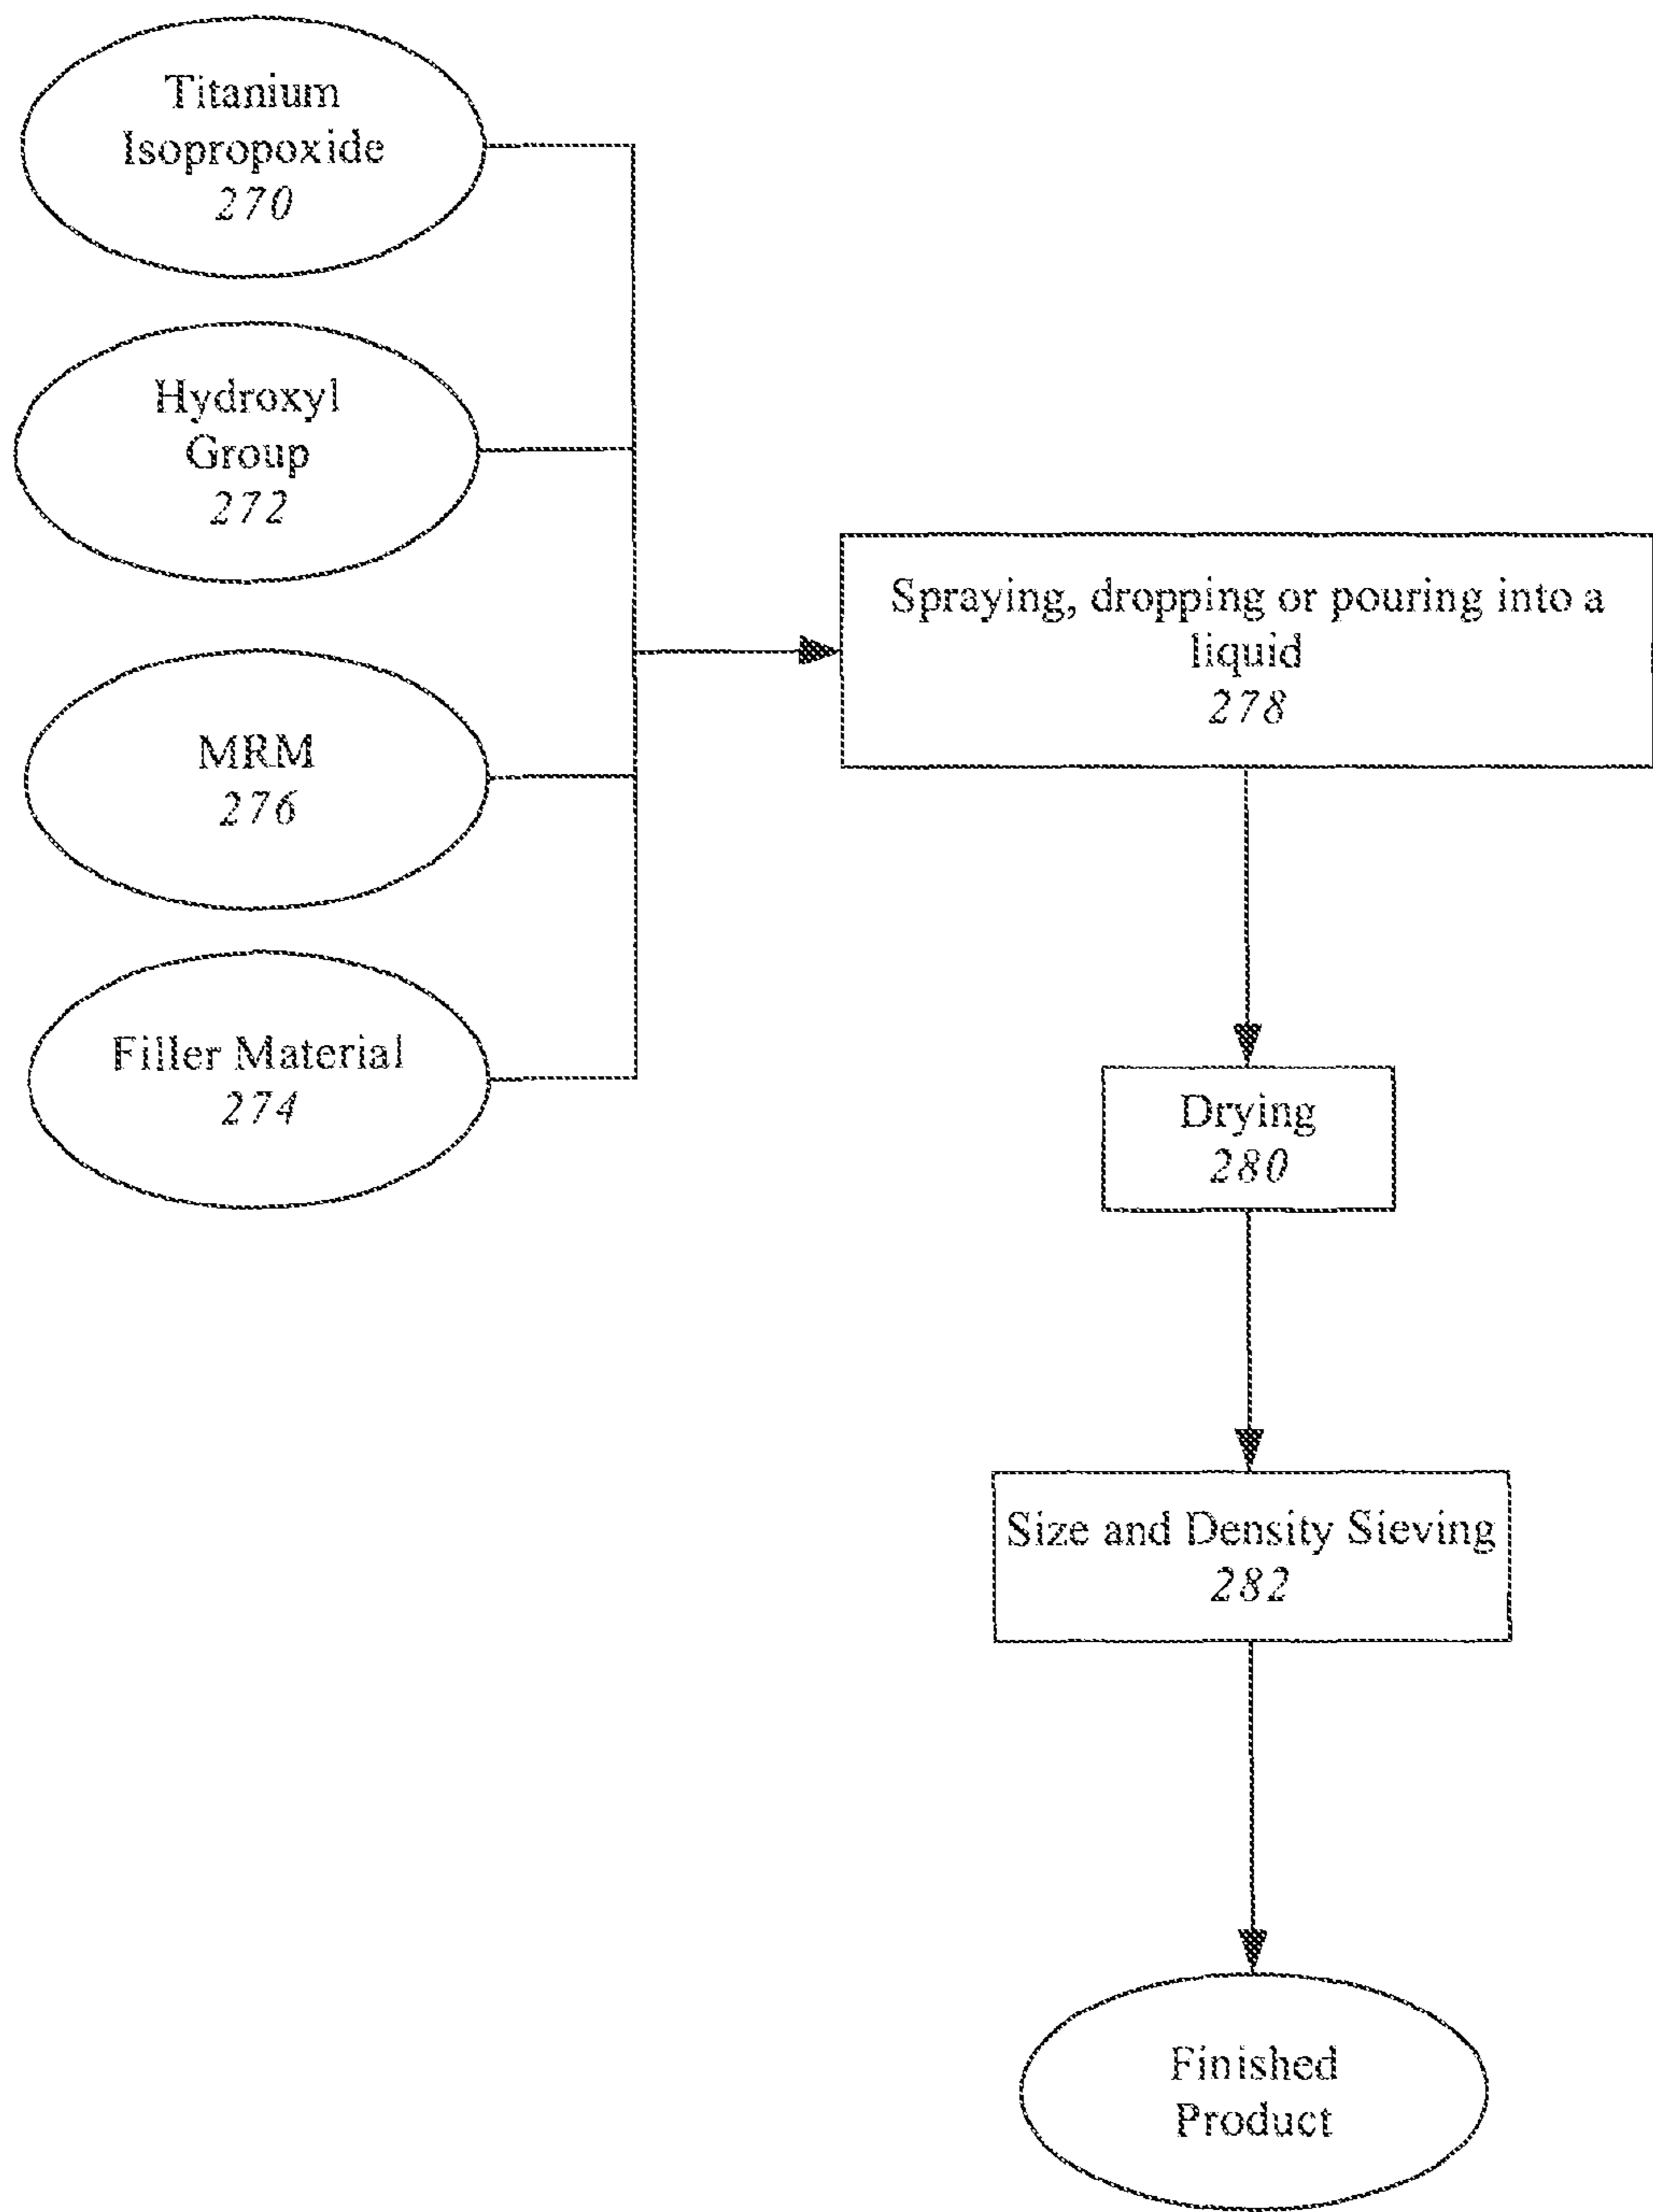 Titanium
Isopropoxide
270
Hydroxyl
Group
272
MRM
276
Filler Material
274
Spraying, dropping or pouring into a
liquid
278
Drying
280
Size and Density Sieving
282
Finished
Product